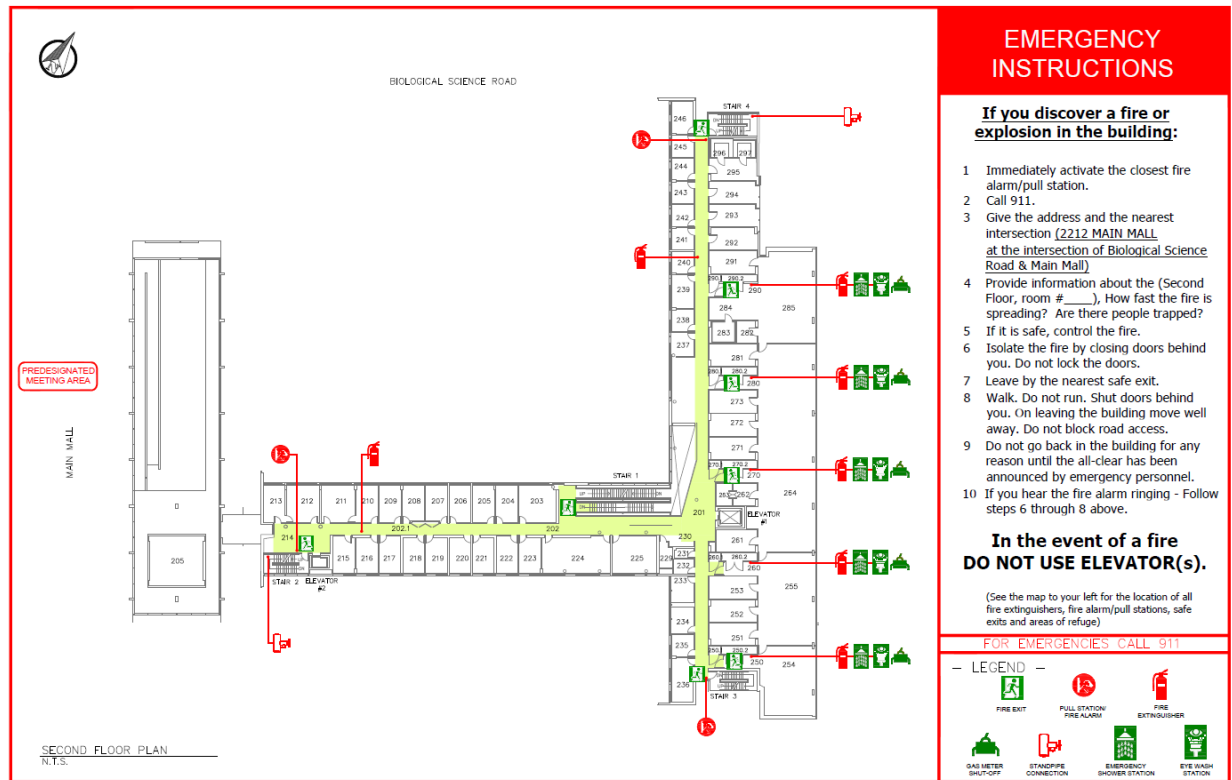 BIOLOGICAL SCIENCE ROAD
STAIR 4
246
245
244
243
242
241
240
239
238
237
296
297
295
294
293
292
291
290.
290.2
290
284
285
283
282
281
280.
280.2
280
273
272
271
270.
270.2
270
263
262
264
ELEVATOR
#1
261
260.
260.2
260
255
253
252
251
250.
250.2
250
254
STAIR 3
PREDESIGNATED
MEETING AREA
MAIN MALL
205
213
212
211
210
209
208
207
206
205
204
203
STAIR 1
UP
DN
201
202.1
202
230
214
215
216
217
218
219
220
221
222
223
224
225
229
231
232
233
234
235
236
STAIR 2
ELEVATOR
#2
SECOND FLOOR PLAN
N.T.S.
EMERGENCY
INSTRUCTIONS
If you discover a fire or
explosion in the building:
1 Immediately activate the closest fire
alarm/pull station.
2 Call 911.
3 Give the address and the nearest
intersection (2212 MAIN MALL
at the intersection of Biological Science
Road & Main Mall)
4 Provide information about the (Second
Floor, room #____), How fast the fire is
spreading? Are there people trapped?
5 If it is safe, control the fire.
6 Isolate the fire by closing doors behind
you. Do not lock the doors.
7 Leave by the nearest safe exit.
8 Walk. Do not run. Shut doors behind
you. On leaving the building move well
away. Do not block road access.
9 Do not go back in the building for any
reason until the all-clear has been
announced by emergency personnel.
10 If you hear the fire alarm ringing - Follow
steps 6 through 8 above.
In the event of a fire
DO NOT USE ELEVATOR(s).
(See the map to your left for the location of all
fire extinguishers, fire alarm/pull stations, safe
exits and areas of refuge)
FOR EMERGENCIES CALL 911
— LEGEND —
FIRE EXIT
PULL STATION/
FIRE ALARM
FIRE
EXTINGUISHER
GAS METER
SHUT-OFF
STANDPIPE
CONNECTION
EMERGENCY
SHOWER STATION
EYE WASH
STATION